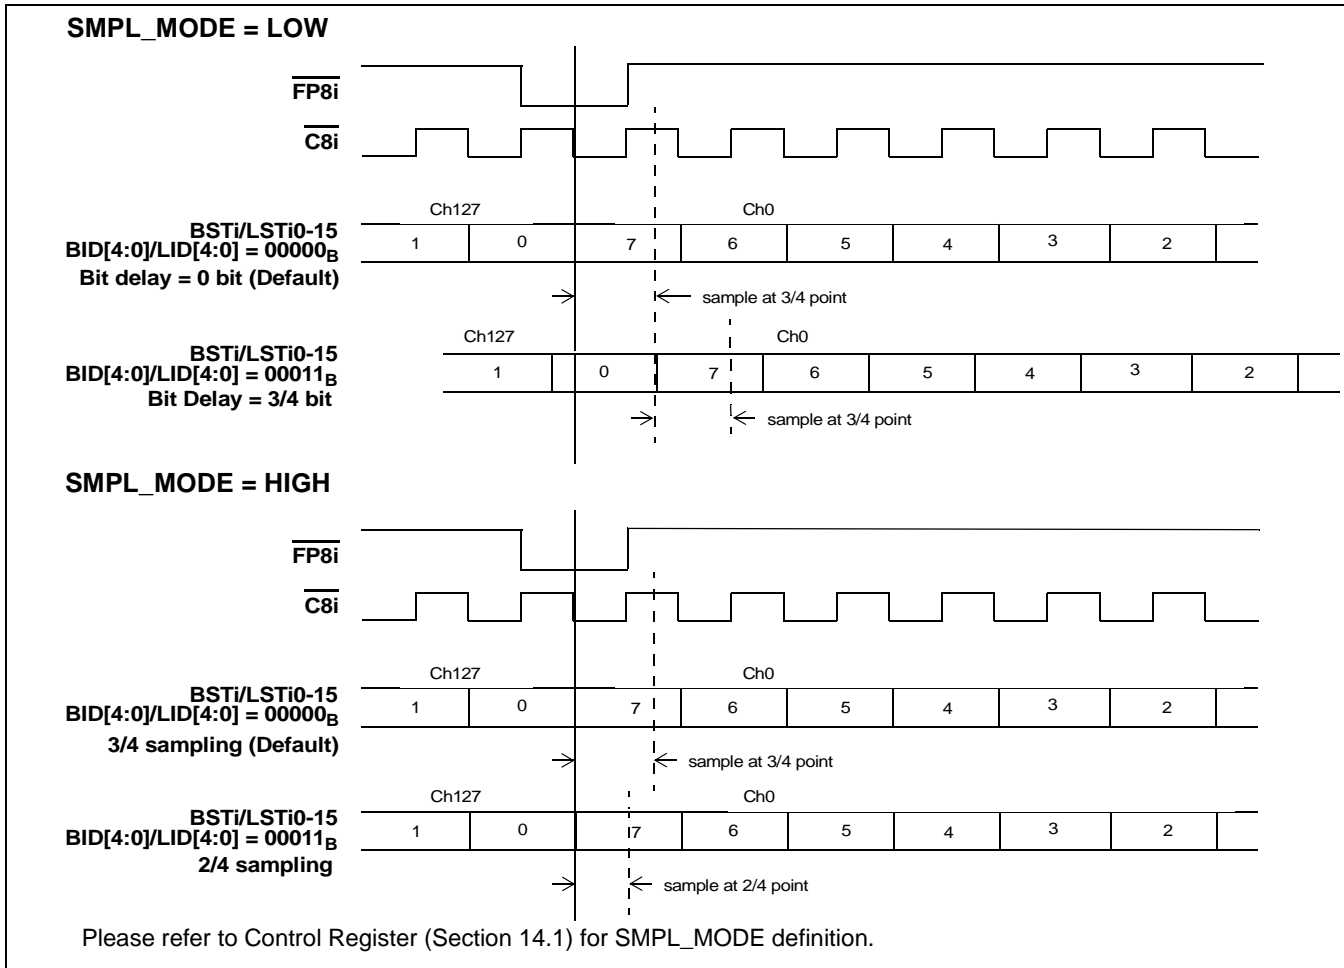 SMPL_MODE = LOW
FP8i
C8i
Ch127 Ch0
BSTi/LSTi0-15
BID[4:0]/LID[4:0] = 00000B
Bit delay = 0 bit (Default)
1 0 7 6 5 4 3 2
sample at 3/4 point
Ch127 Ch0
BSTi/LSTi0-15
BID[4:0]/LID[4:0] = 00011B
Bit Delay = 3/4 bit
1 0 7 6 5 4 3 2
sample at 3/4 point
SMPL_MODE = HIGH
FP8i
C8i
Ch127 Ch0
BSTi/LSTi0-15
BID[4:0]/LID[4:0] = 00000B
3/4 sampling (Default)
1 0 7 6 5 4 3 2
sample at 3/4 point
Ch127 Ch0
BSTi/LSTi0-15
BID[4:0]/LID[4:0] = 00011B
2/4 sampling
1 0 7 6 5 4 3 2
sample at 2/4 point
Please refer to Control Register (Section 14.1) for SMPL_MODE definition.